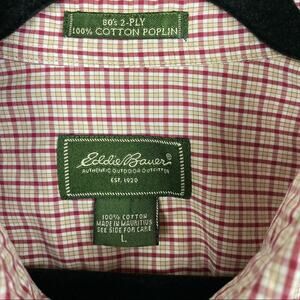 80's 2-PLY
100% COTTON POPLIN
Eddie Bauer
AUTHENTIC OUTDOOR OUTFITTER
EST. 1920
100% COTTON
MADE IN MAURITIUS
SEE SIDE FOR CARE
L